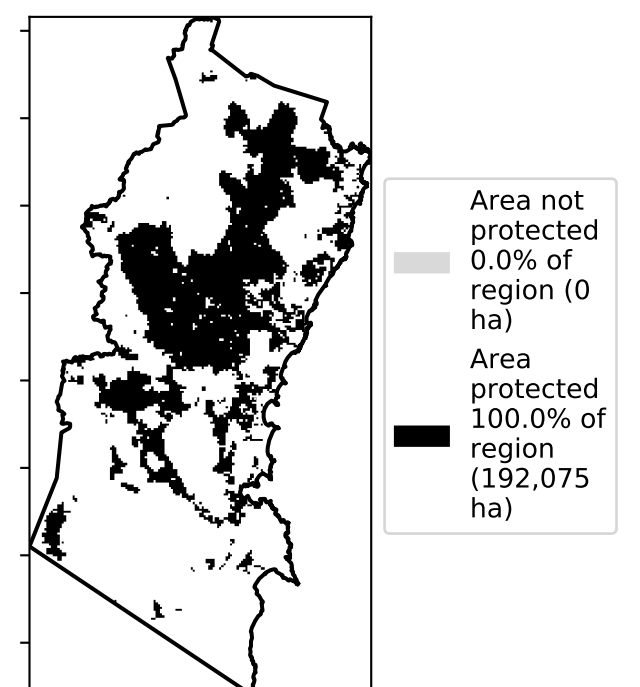 Area not
protected
0.0% of
region (0
ha)
Area
protected
100.0% of
region
(192,075
ha)